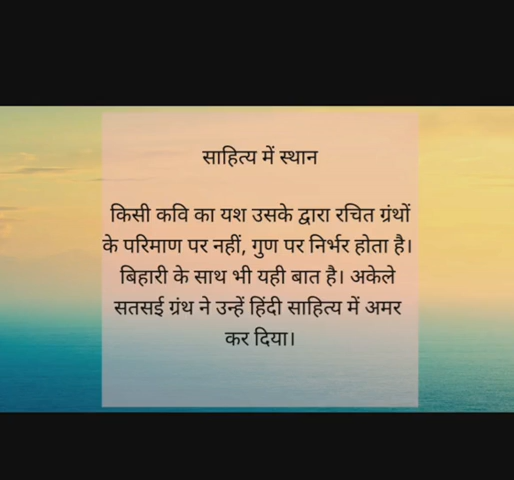 साहित्य में स्थान
किसी कवि का यश उसके द्वारा रचित ग्रंथों
के परिमाण पर नहीं, गुण पर निर्भर होता है।
बिहारी के साथ भी यही बात है। अकेले
सतसई ग्रंथ ने उन्हें हिंदी साहित्य में अमर
कर दिया।